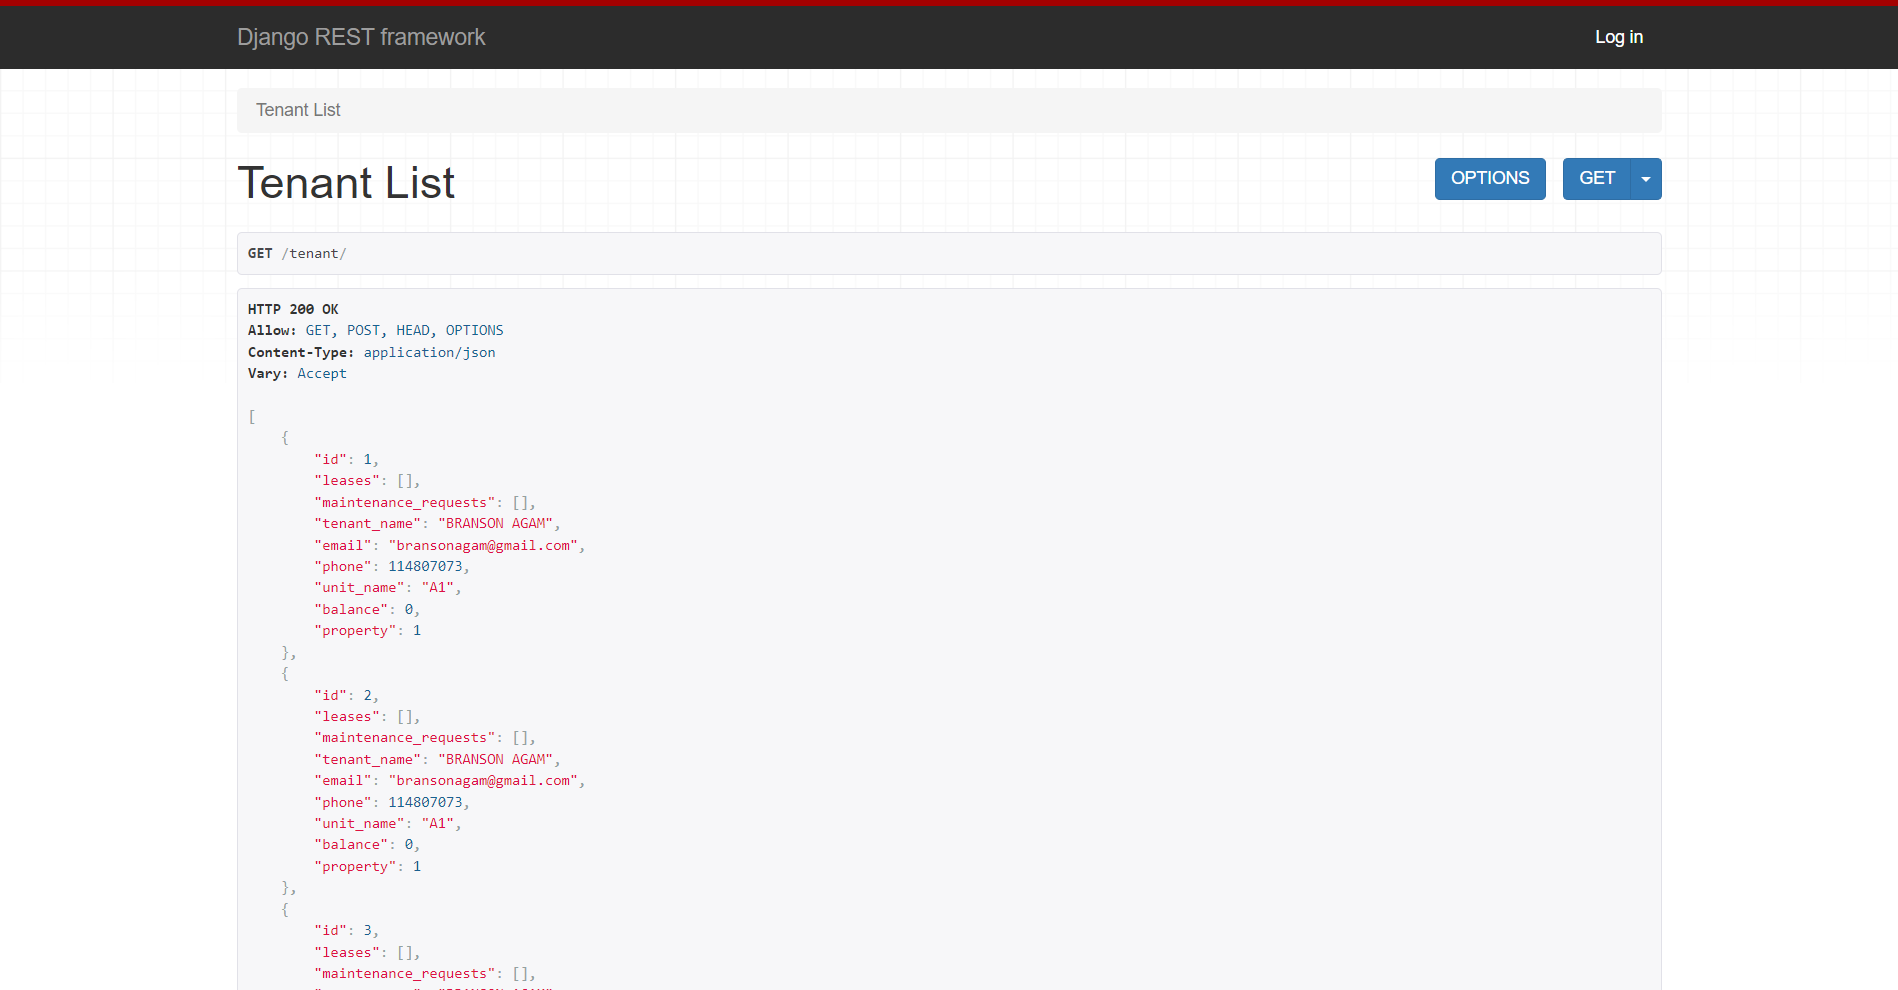 Django REST framework
Log in
Tenant List
Tenant List
OPTIONS
GET
GET /tenant/
HTTP 200 OK
Allow: GET, POST, HEAD, OPTIONS
Content-Type: application/json
Vary: Accept
[
{
"id": 1,
"leases": [],
"maintenance_requests": [],
"tenant_name": "BRANSON AGAM",
"email": "bransonagam@gmail.com",
"phone": 114807073,
"unit_name": "A1",
"balance": 0,
"property": 1
},
{
"id": 2,
"leases": [],
"maintenance_requests": [],
"tenant_name": "BRANSON AGAM",
"email": "bransonagam@gmail.com",
"phone": 114807073,
"unit_name": "A1",
"balance": 0,
"property": 1
},
{
"id": 3,
"leases": [],
"maintenance_requests": [],